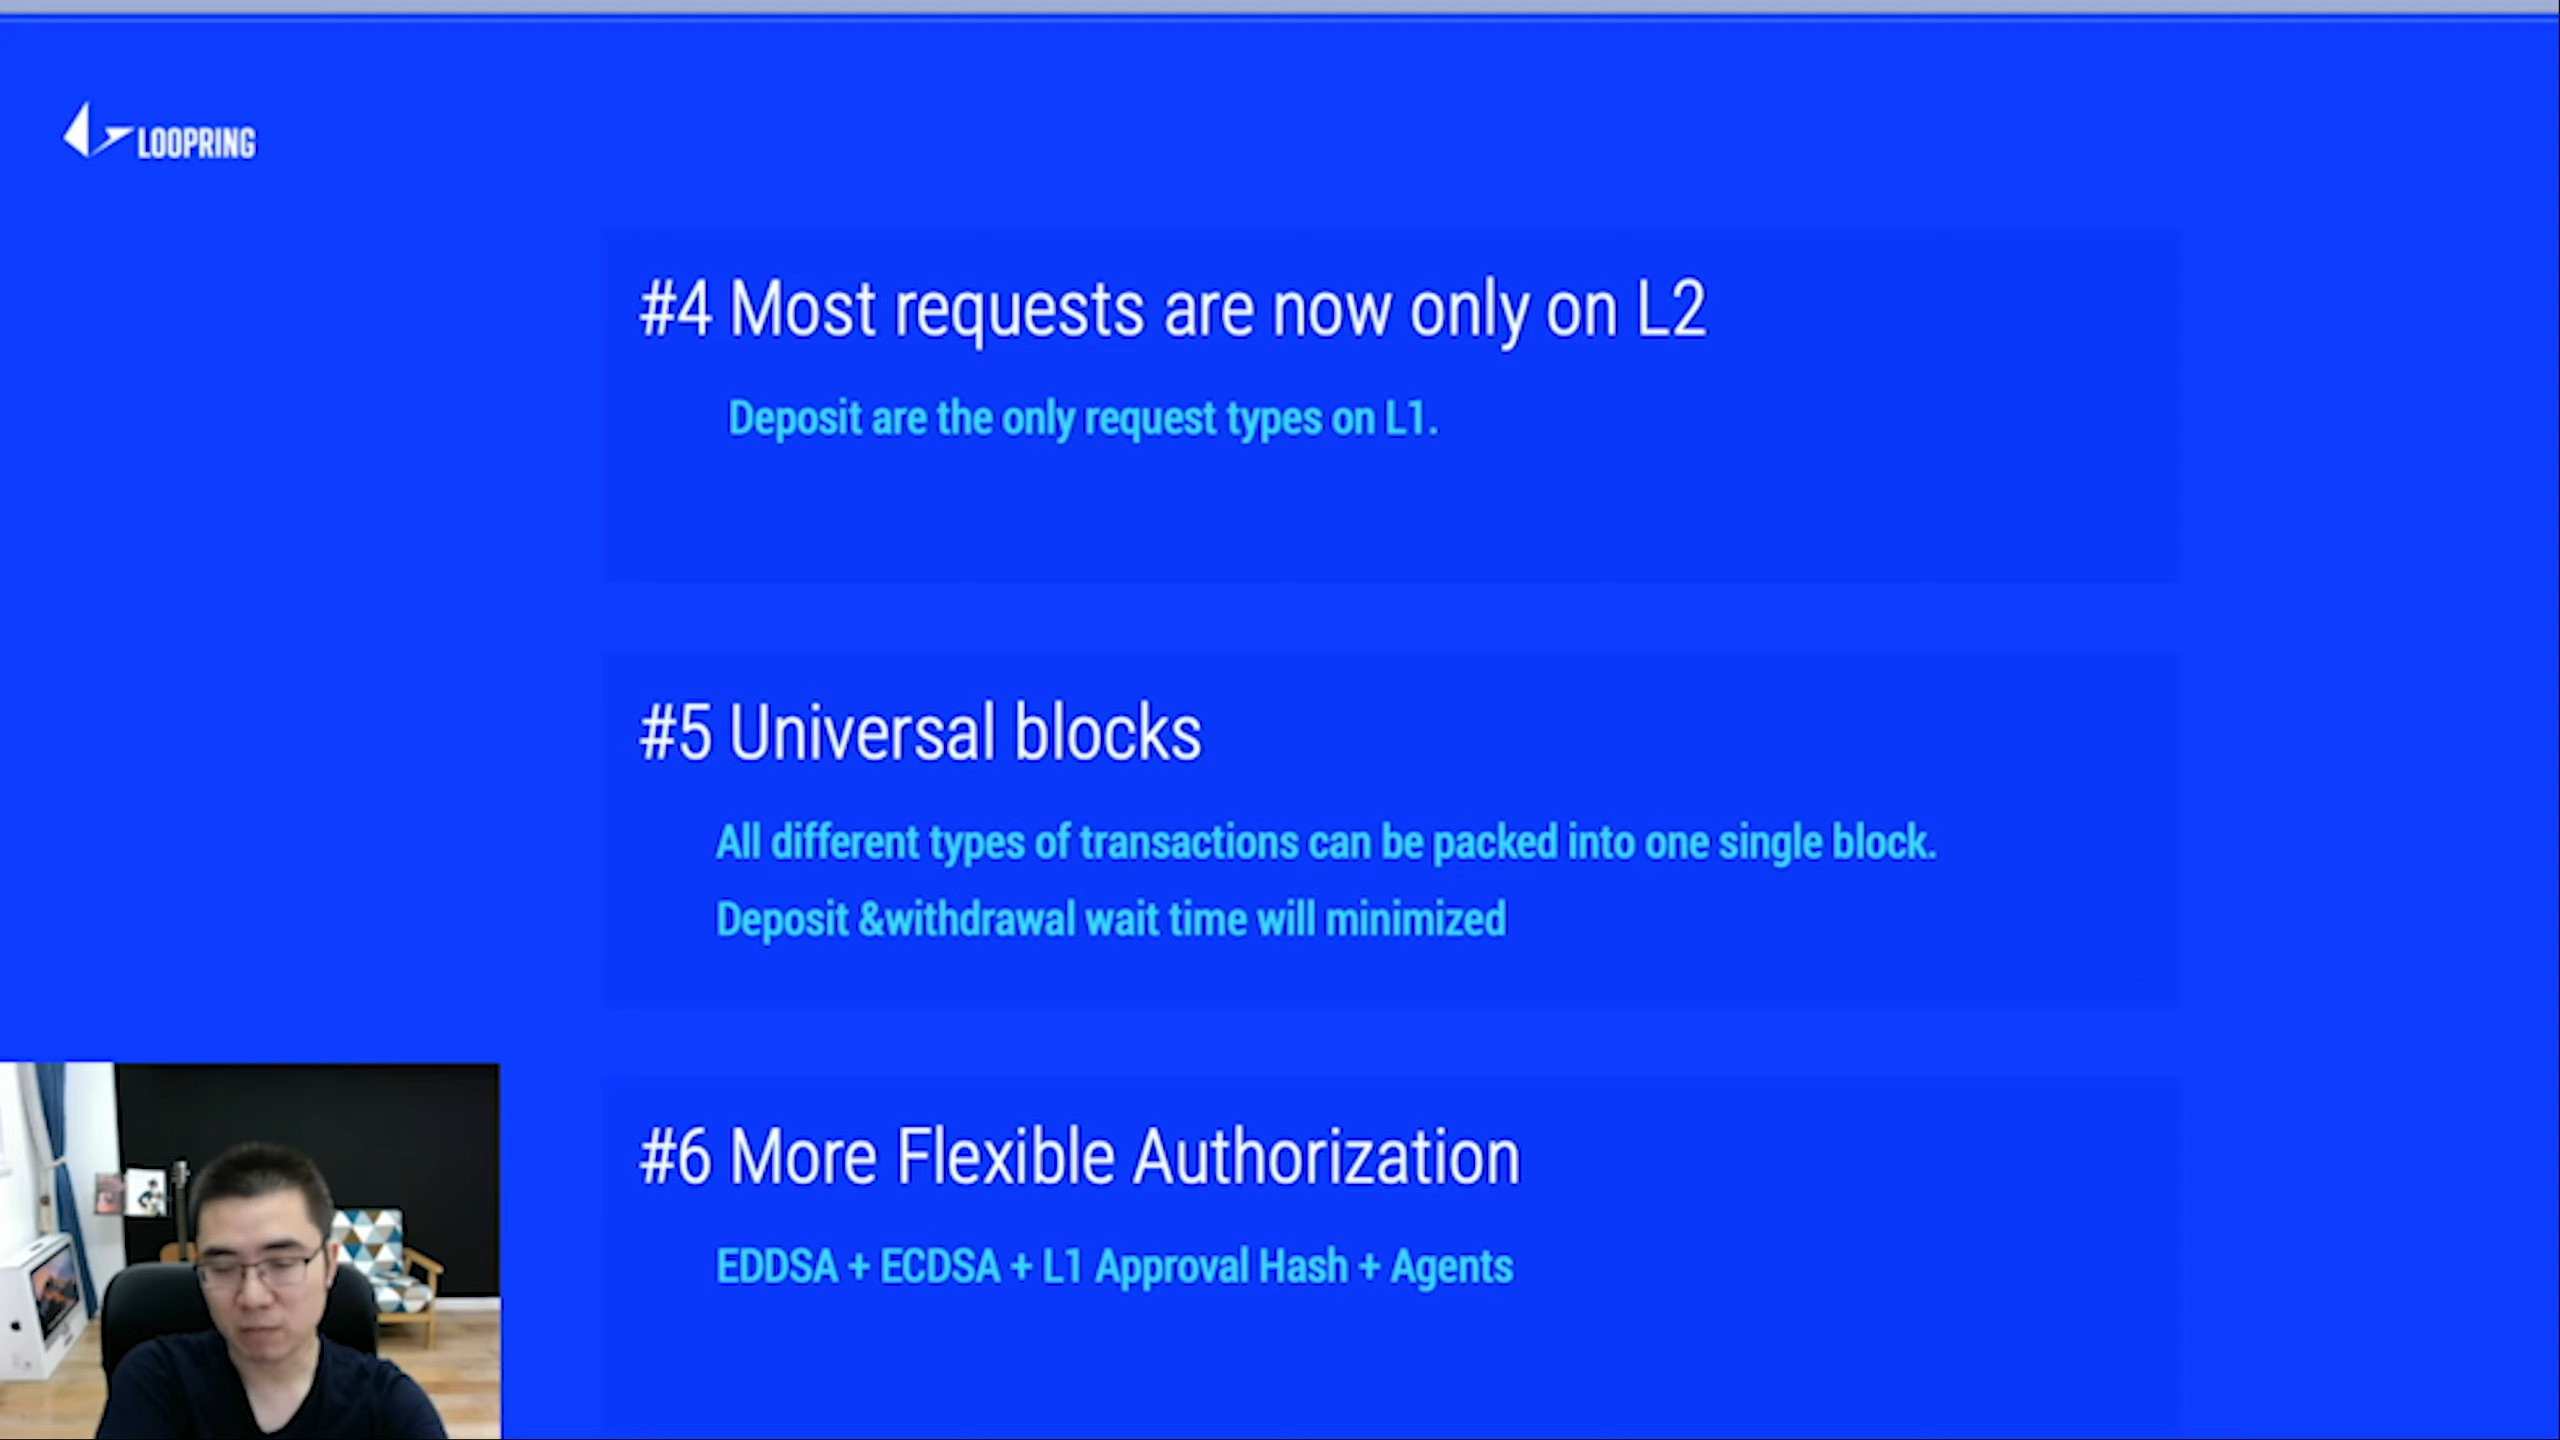 LOOPRING
#4 Most requests are now only on L2
Deposit are the only request types on L1.
#5 Universal blocks
All different types of transactions can be packed into one single block.
Deposit &withdrawal wait time will minimized
#6 More Flexible Authorization
EDDSA + ECDSA + L1 Approval Hash + Agents